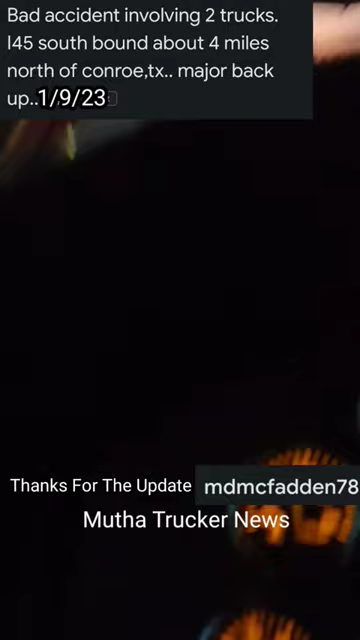 Bad accident involving 2 trucks.
I45 south bound about 4 miles
north of conroe,tx.. major back
up..1/9/23
Thanks For The Update mdmcfadden78
Mutha Trucker News